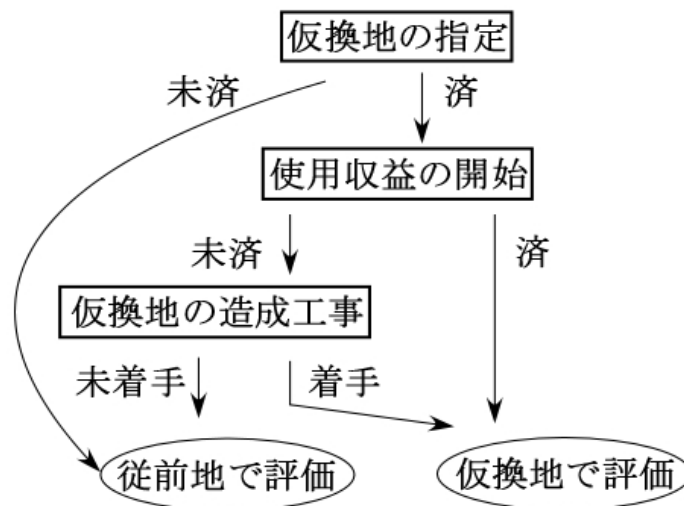 仮換地の指定
未済
済
使用収益の開始
未済
済
仮換地の造成工事
未着手
着手
従前地で評価
仮換地で評価